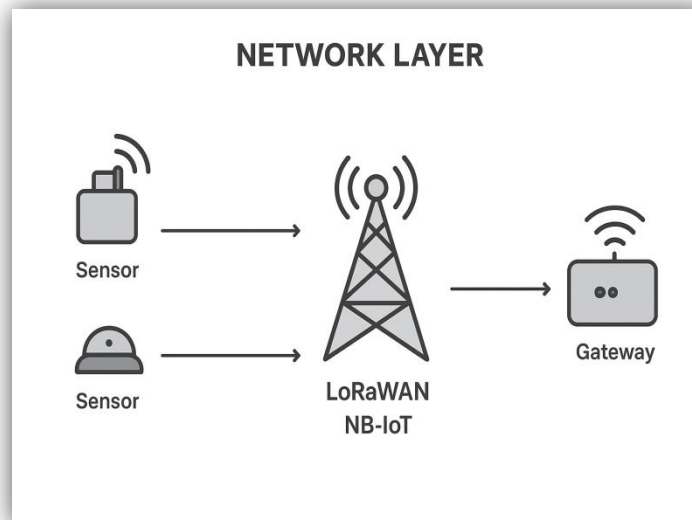 NETWORK LAYER
Sensor
Sensor
LoRaWAN
NB-IoT
Gateway